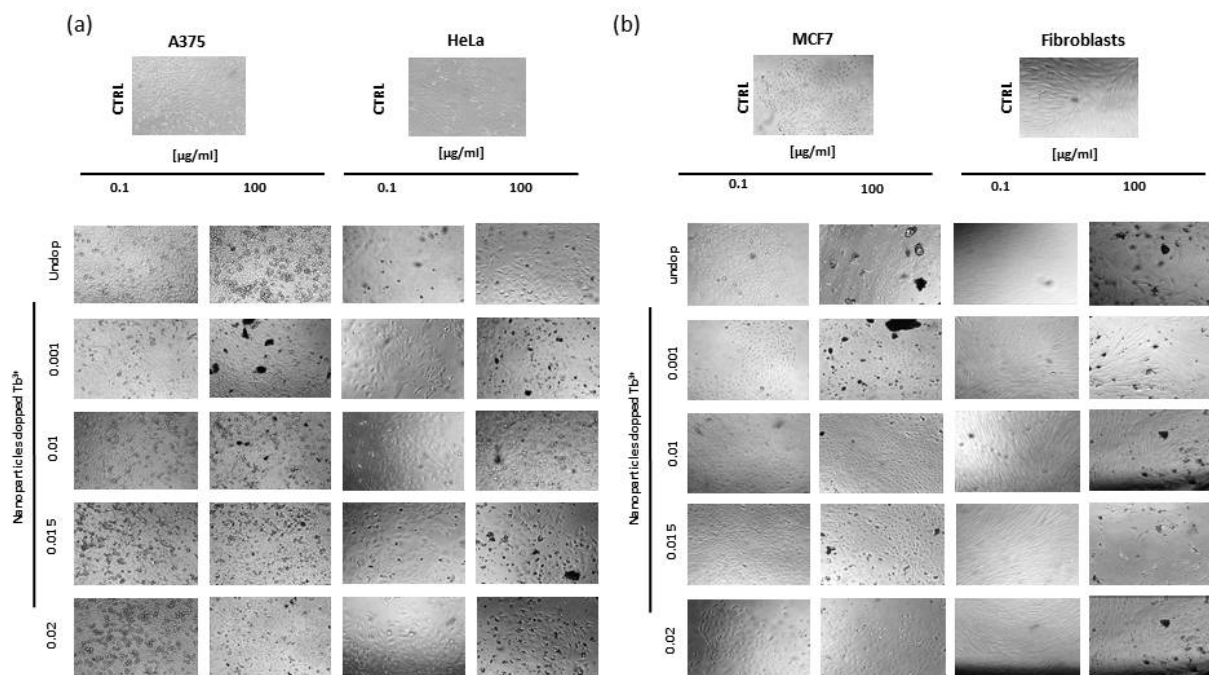 (a)
A375
HeLa
CTRL
CTRL
[µg/ml]
[µg/ml]
0.1
100
0.1
100
Undop
Nanoparticles dopped Tb³⁺
0.001
0.01
0.015
0.02
(b)
MCF7
Fibroblasts
CTRL
CTRL
[µg/ml]
[µg/ml]
0.1
100
0.1
100
undop
Nanoparticles dopped Tb³⁺
0.001
0.01
0.015
0.02